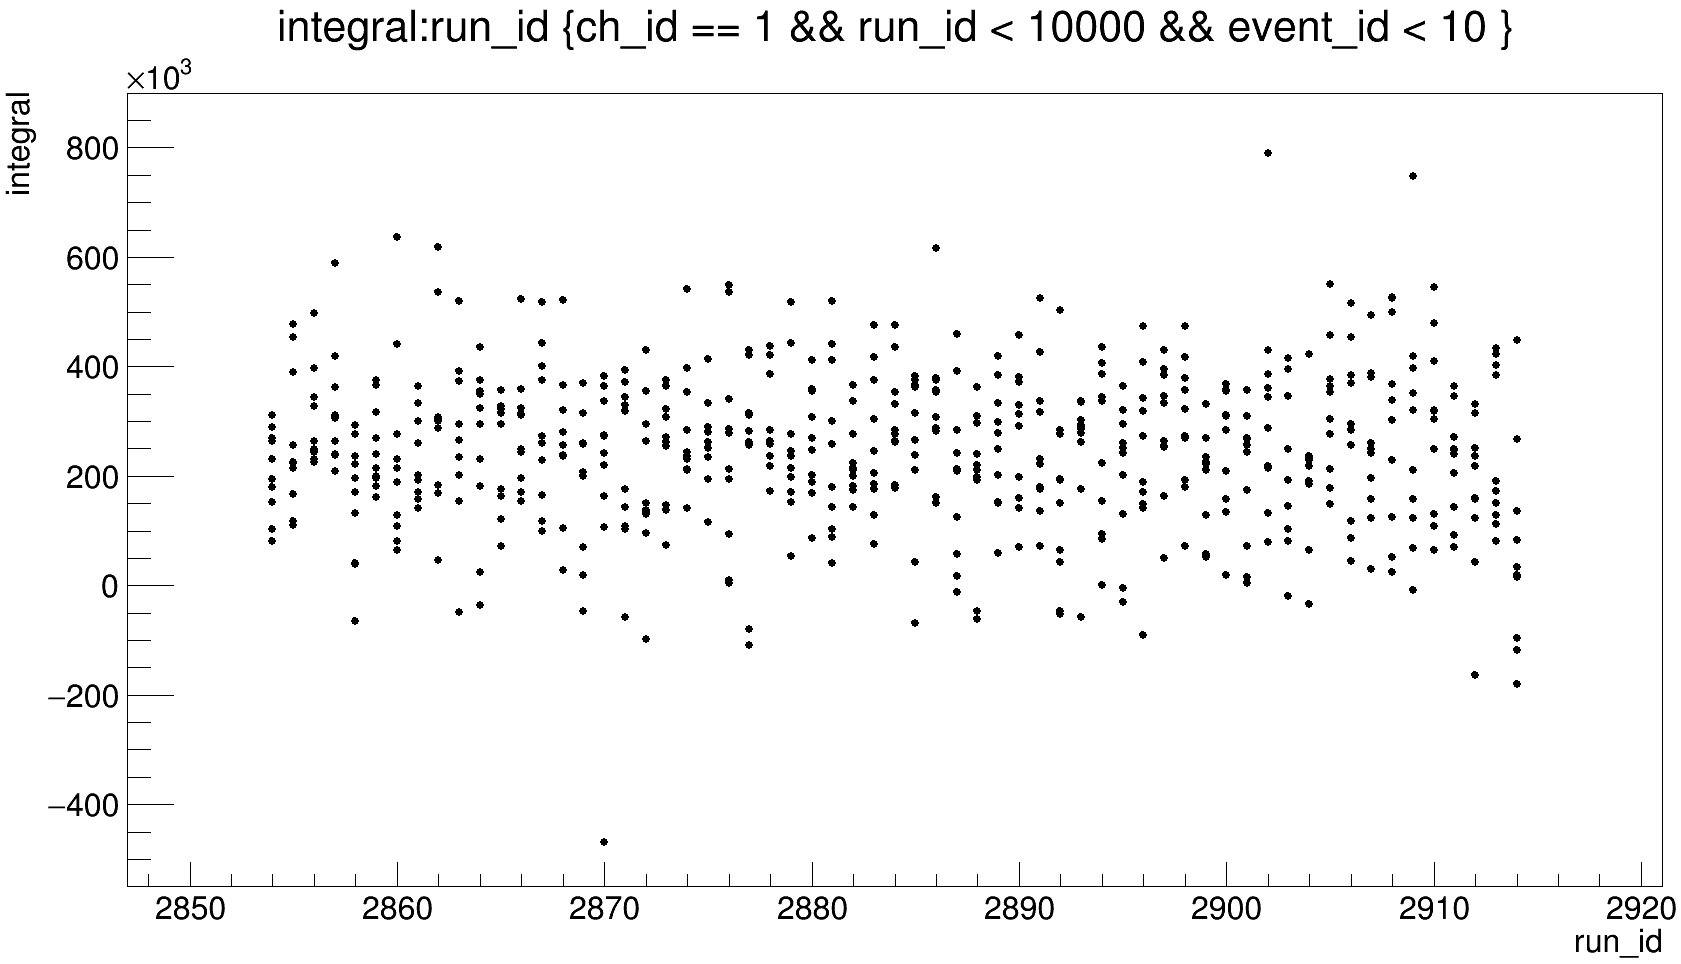 integral:run_id {ch_id == 1 && run_id < 10000 && event_id < 10 }
×10³
integral
800
600
400
200
0
−200
−400
2850 2860 2870 2880 2890 2900 2910 2920
run_id